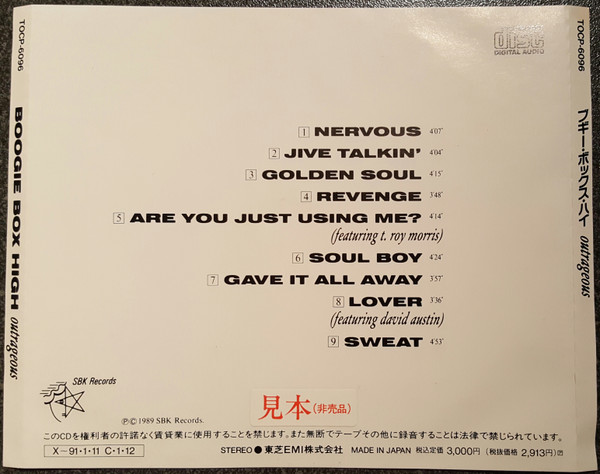 TOCP-6096
BOOGIE BOX HIGH outrageous
DISC
DIGITAL AUDIO
TOCP-6096
ブギー・ボックス・ハイ outrageous
1 NERVOUS 4'07"
2 JIVE TALKIN' 4'04"
3 GOLDEN SOUL 4'15"
4 REVENGE 3'48"
5 ARE YOU JUST USING ME? 4'14"
(featuring t. roy morris)
6 SOUL BOY 4'24"
7 GAVE IT ALL AWAY 3'57"
8 LOVER 3'36"
(featuring david austin)
9 SWEAT 4'53"
SBK Records
ⓅⒸ1989 SBK Records.
見本(非売品)
このCDを権利者の許諾なく賃貸業に使用することを禁じます。また無断でテープその他に録音することは法律で禁じられています。
X〜91・1・11 C・1・12
STEREO ●東芝EMI株式会社 MADE IN JAPAN 税込定価 3,000円 (税抜価格 2,913円)